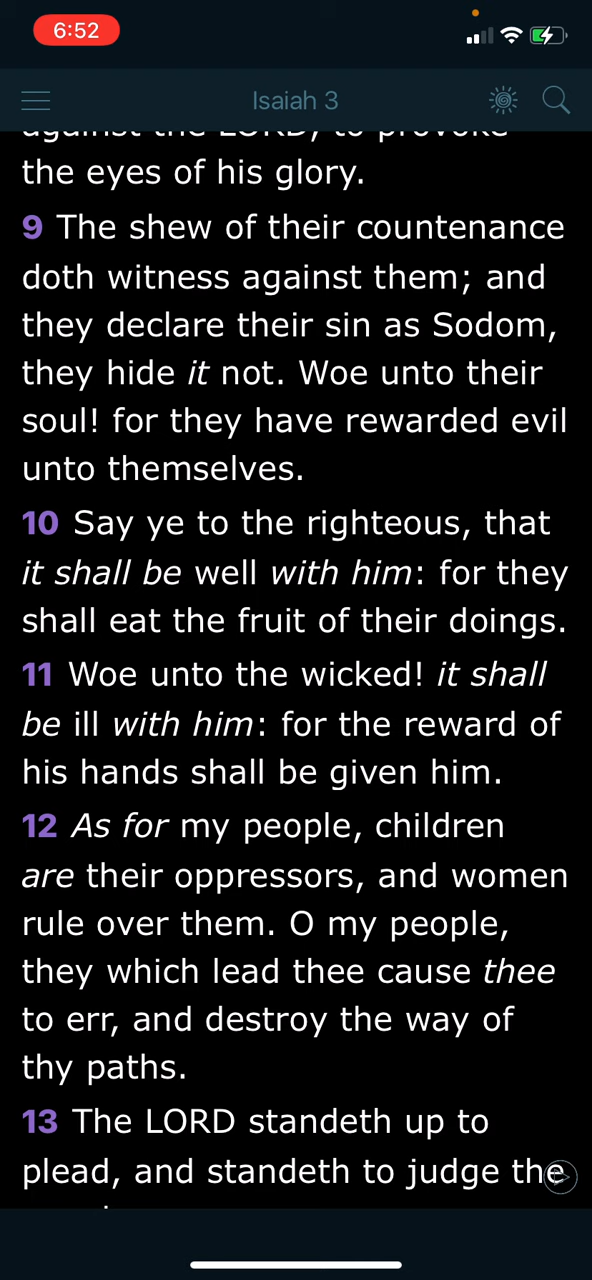 6:52
Isaiah 3
against the LORD, to provoke
the eyes of his glory.
9 The shew of their countenance
doth witness against them; and
they declare their sin as Sodom,
they hide it not. Woe unto their
soul! for they have rewarded evil
unto themselves.
10 Say ye to the righteous, that
it shall be well with him: for they
shall eat the fruit of their doings.
11 Woe unto the wicked! it shall
be ill with him: for the reward of
his hands shall be given him.
12 As for my people, children
are their oppressors, and women
rule over them. O my people,
they which lead thee cause thee
to err, and destroy the way of
thy paths.
13 The LORD standeth up to
plead, and standeth to judge the